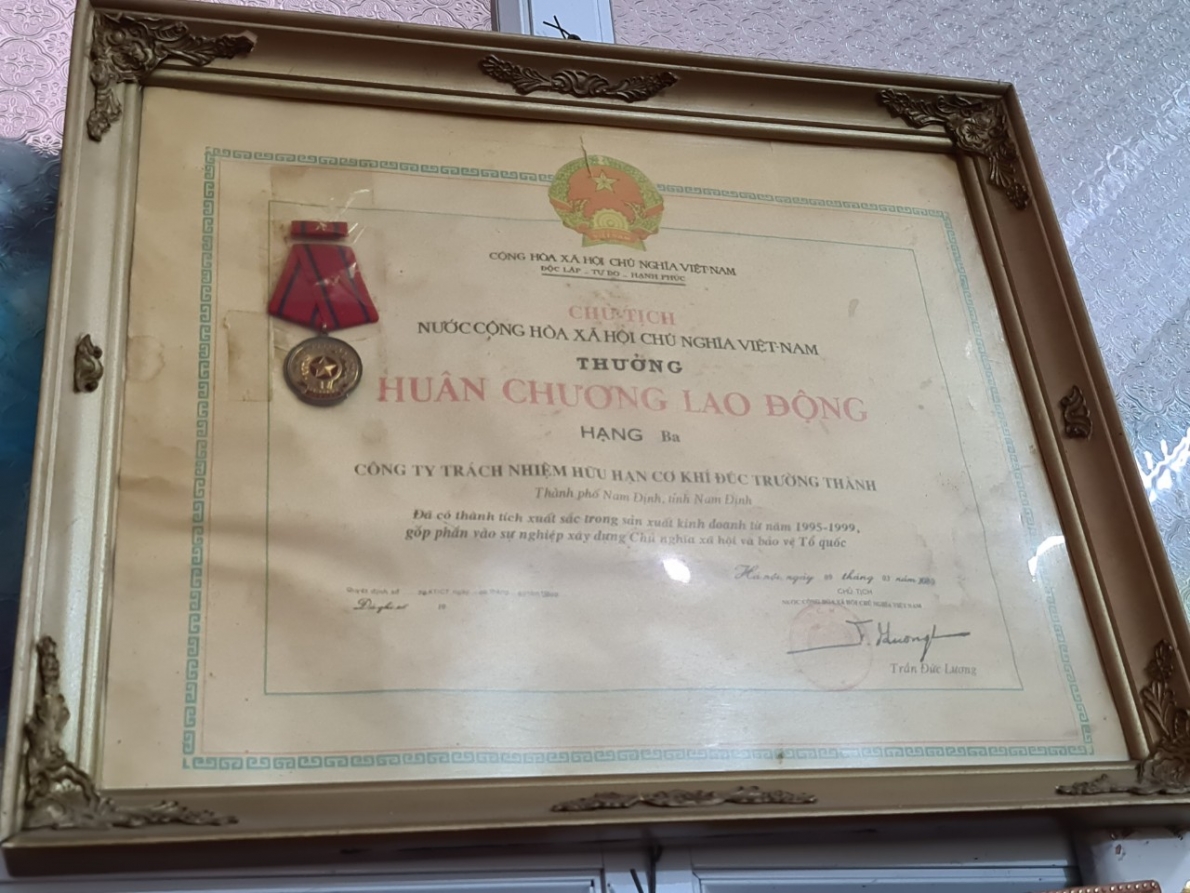 CỘNG HÒA XÃ HỘI CHỦ NGHĨA VIỆT-NAM
ĐỘC LẬP - TỰ DO - HẠNH PHÚC
CHỦ TỊCH
NƯỚC CỘNG HÒA XÃ HỘI CHỦ NGHĨA VIỆT-NAM
THƯỞNG
HUÂN CHƯƠNG LAO ĐỘNG
HẠNG Ba
CÔNG TY TRÁCH NHIỆM HỮU HẠN CƠ KHÍ ĐÚC TRƯỜNG THÀNH
Thành phố Nam Định, tỉnh Nam Định
Đã có thành tích xuất sắc trong sản xuất kinh doanh từ năm 1995-1999,
góp phần vào sự nghiệp xây dựng Chủ nghĩa xã hội và bảo vệ Tổ quốc
Hà nội, ngày tháng năm
CHỦ TỊCH
NƯỚC CỘNG HÒA XÃ HỘI CHỦ NGHĨA VIỆT NAM
Quyết định số
Trần Đức Lương